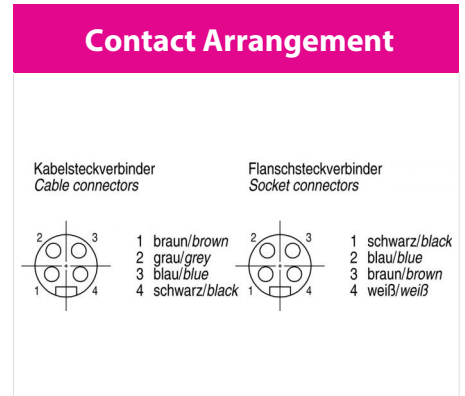 Contact Arrangement
Kabelsteckverbinder
Cable connectors
2 3
1 4
1 braun/brown
2 grau/grey
3 blau/blue
4 schwarz/black
Flanschsteckverbinder
Socket connectors
2 3
1 4
1 schwarz/black
2 blau/blue
3 braun/brown
4 weiß/weiß